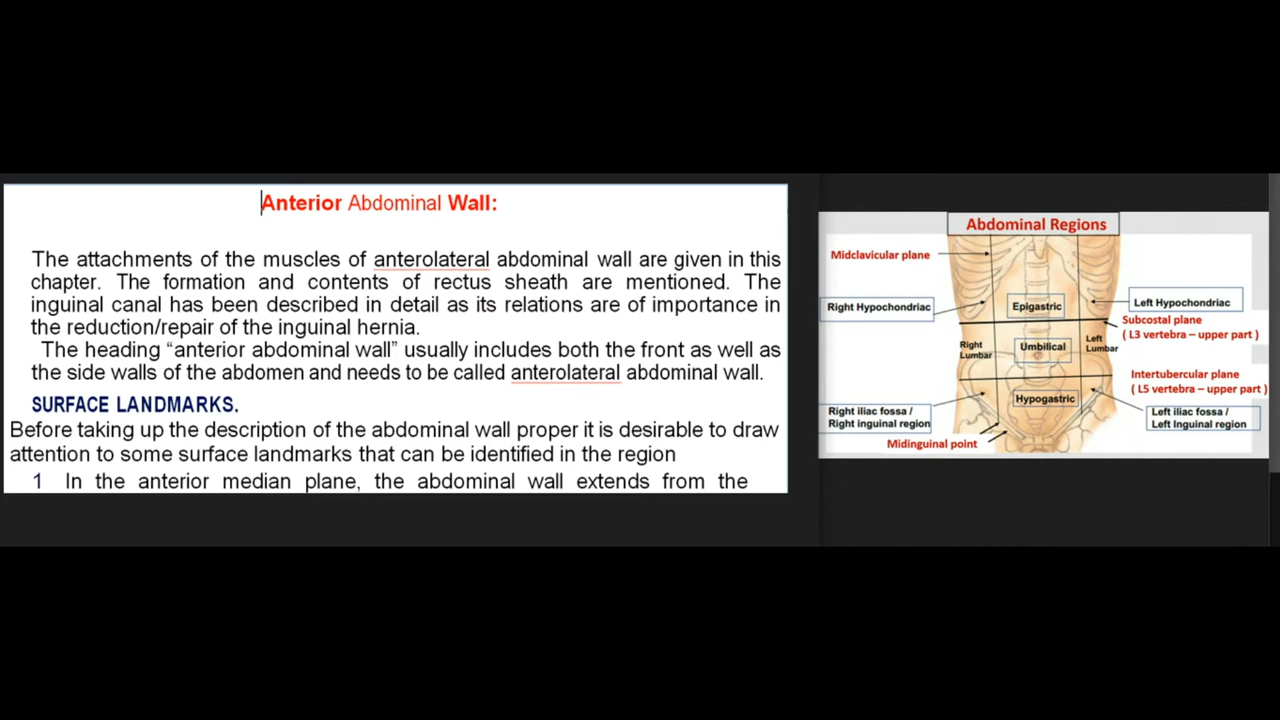 Anterior Abdominal Wall:
The attachments of the muscles of anterolateral abdominal wall are given in this
chapter. The formation and contents of rectus sheath are mentioned. The
inguinal canal has been described in detail as its relations are of importance in
the reduction/repair of the inguinal hernia.
The heading “anterior abdominal wall” usually includes both the front as well as
the side walls of the abdomen and needs to be called anterolateral abdominal wall.
SURFACE LANDMARKS.
Before taking up the description of the abdominal wall proper it is desirable to draw
attention to some surface landmarks that can be identified in the region
1 In the anterior median plane, the abdominal wall extends from the
Abdominal Regions
Midclavicular plane
Right Hypochondriac
Epigastric
Left Hypochondriac
Subcostal plane
( L3 vertebra – upper part )
Right
Lumbar
Umbilical
Left
Lumbar
Intertubercular plane
( L5 vertebra – upper part )
Hypogastric
Right iliac fossa /
Right inguinal region
Left iliac fossa /
Left Inguinal region
Midinguinal point